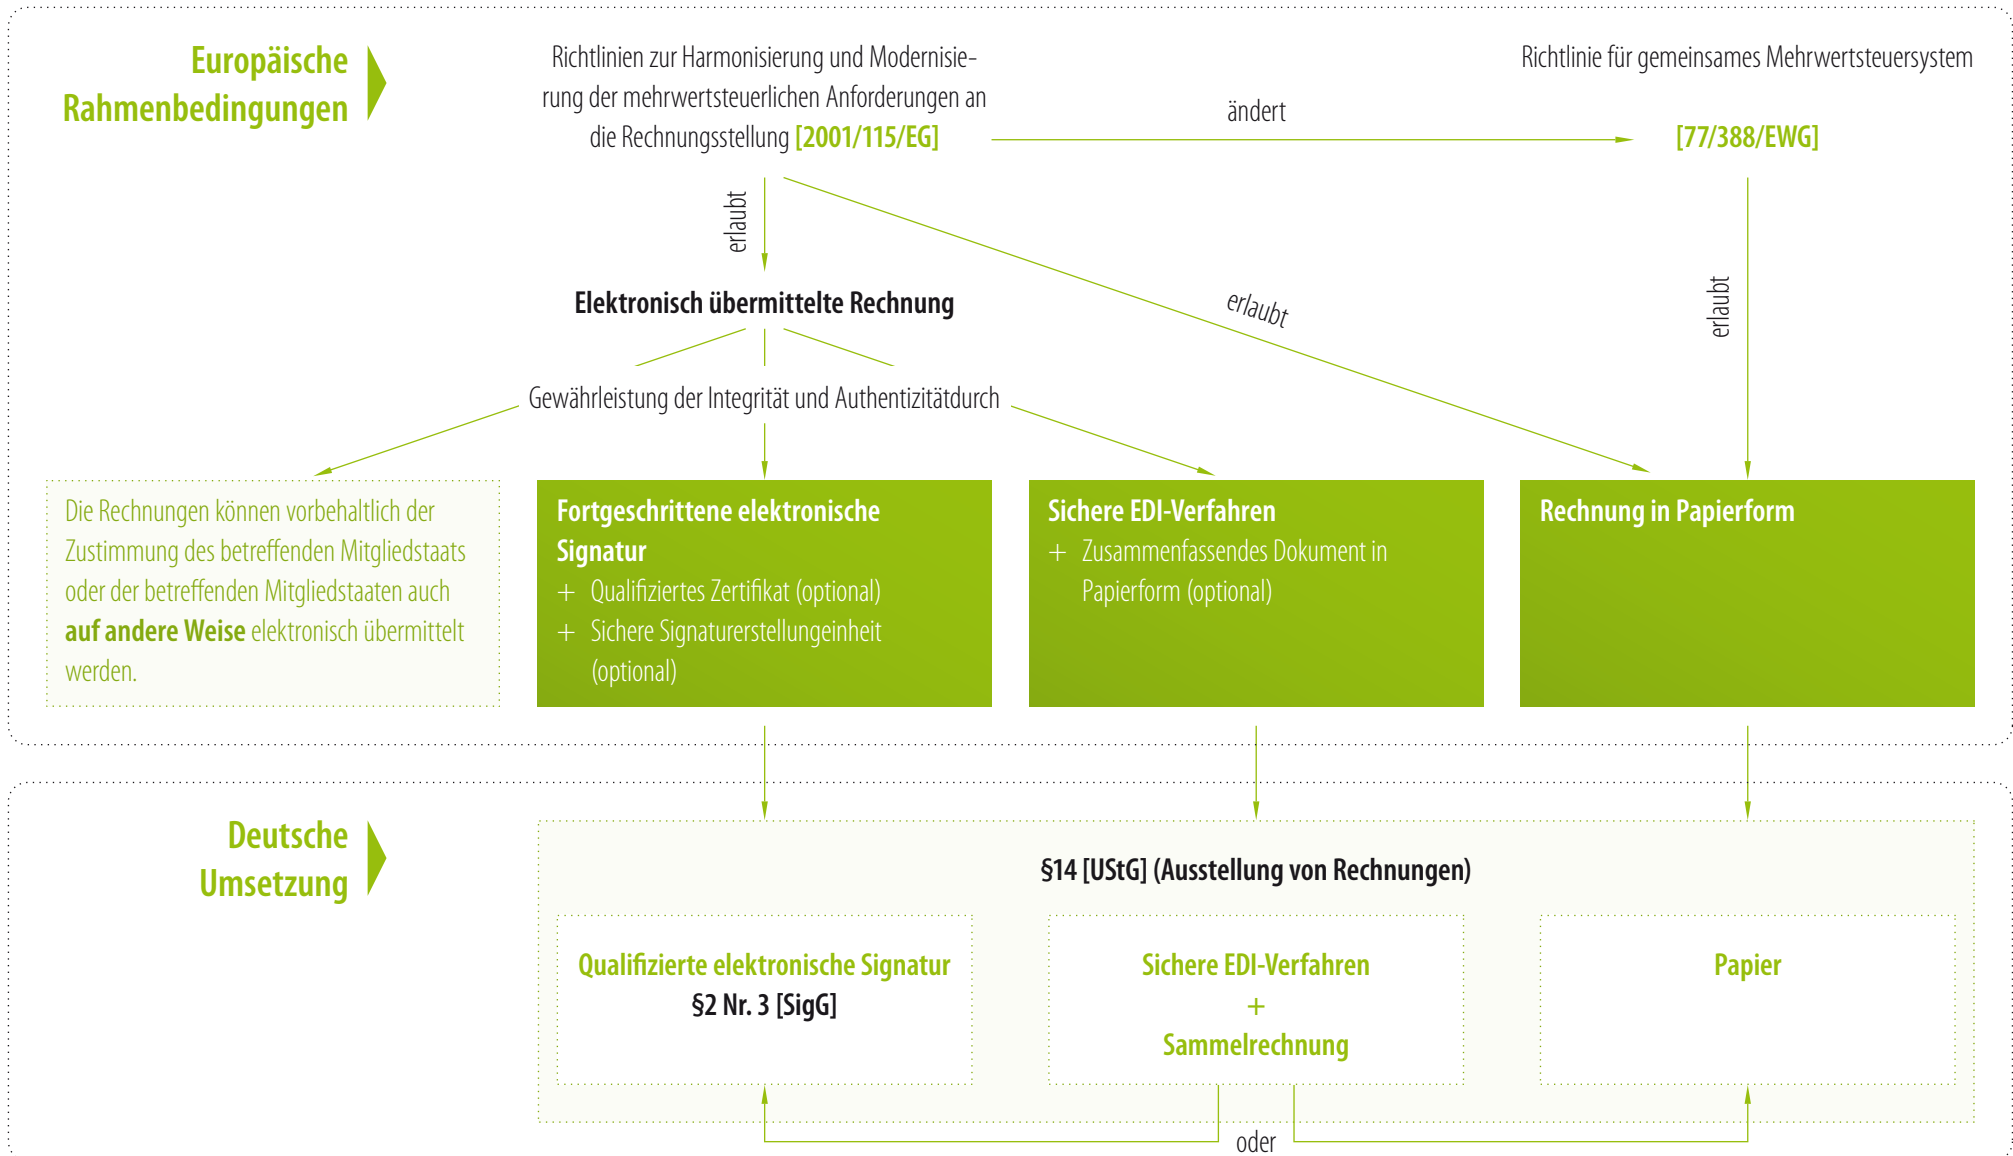 Europäische
Rahmenbedingungen
Richtlinien zur Harmonisierung und Modernisie-
rung der mehrwertsteuerlichen Anforderungen an
die Rechnungsstellung [2001/115/EG]
ändert
Richtlinie für gemeinsames Mehrwertsteuersystem
[77/388/EWG]
erlaubt
erlaubt
erlaubt
Elektronisch übermittelte Rechnung
Gewährleistung der Integrität und Authentizitätdurch
Die Rechnungen können vorbehaltlich der
Zustimmung des betreffenden Mitgliedstaats
oder der betreffenden Mitgliedstaaten auch
auf andere Weise elektronisch übermittelt
werden.
Fortgeschrittene elektronische
Signatur
+ Qualifiziertes Zertifikat (optional)
+ Sichere Signaturerstellungeinheit
(optional)
Sichere EDI-Verfahren
+ Zusammenfassendes Dokument in
Papierform (optional)
Rechnung in Papierform
Deutsche
Umsetzung
§14 [UStG] (Ausstellung von Rechnungen)
Qualifizierte elektronische Signatur
§2 Nr. 3 [SigG]
Sichere EDI-Verfahren
+
Sammelrechnung
Papier
oder